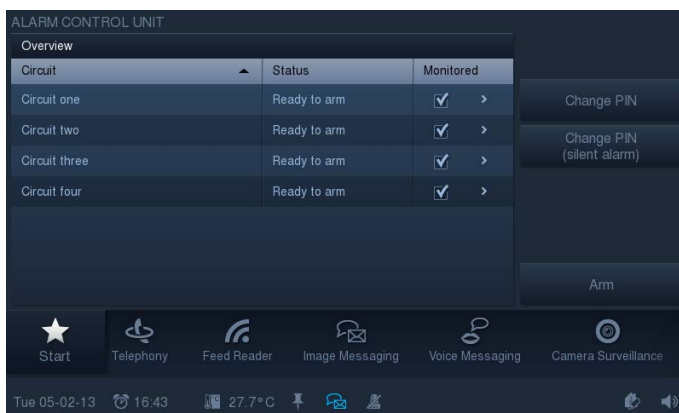 ALARM CONTROL UNIT
Overview
Circuit Status Monitored
Circuit one Ready to arm
Circuit two Ready to arm
Circuit three Ready to arm
Circuit four Ready to arm
Change PIN
Change PIN
(silent alarm)
Arm
Start Telephony Feed Reader Image Messaging Voice Messaging Camera Surveillance
Tue 05-02-13 16:43 27.7°C